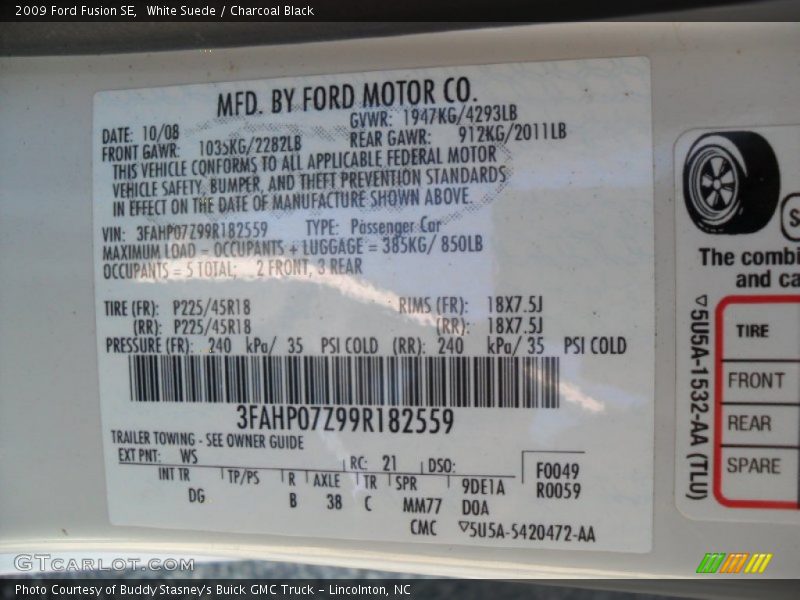 2009 Ford Fusion SE,  White Suede / Charcoal Black
MFD. BY FORD MOTOR CO.
DATE: 10/08 GVWR: 1947KG/4293LB
FRONT GAWR: 1035KG/2282LB REAR GAWR: 912KG/2011LB
THIS VEHICLE CONFORMS TO ALL APPLICABLE FEDERAL MOTOR
VEHICLE SAFETY, BUMPER, AND THEFT PREVENTION STANDARDS
IN EFFECT ON THE DATE OF MANUFACTURE SHOWN ABOVE.
VIN: 3FAHP07Z99R182559 TYPE: Passenger Car
MAXIMUM LOAD - OCCUPANTS + LUGGAGE = 385KG/ 850LB
OCCUPANTS = 5 TOTAL; 2 FRONT, 3 REAR
TIRE (FR): P225/45R18 RIMS (FR): 18X7.5J
(RR): P225/45R18 (RR): 18X7.5J
PRESSURE (FR): 240 kPa/ 35 PSI COLD (RR): 240 kPa/ 35 PSI COLD
3FAHP07Z99R182559
TRAILER TOWING - SEE OWNER GUIDE
EXT PNT: WS RC: 21 DSO: F0049
INT TR TP/PS R AXLE TR SPR 9DE1A R0059
DG B 38 C MM77 DOA
CMC ▽5U5A-5420472-AA
S
The combi
and ca
▽5U5A-1532-AA (TLU)
TIRE
FRONT
REAR
SPARE
GTCarLot.com
Photo Courtesy of Buddy Stasney's Buick GMC Truck - Lincolnton, NC